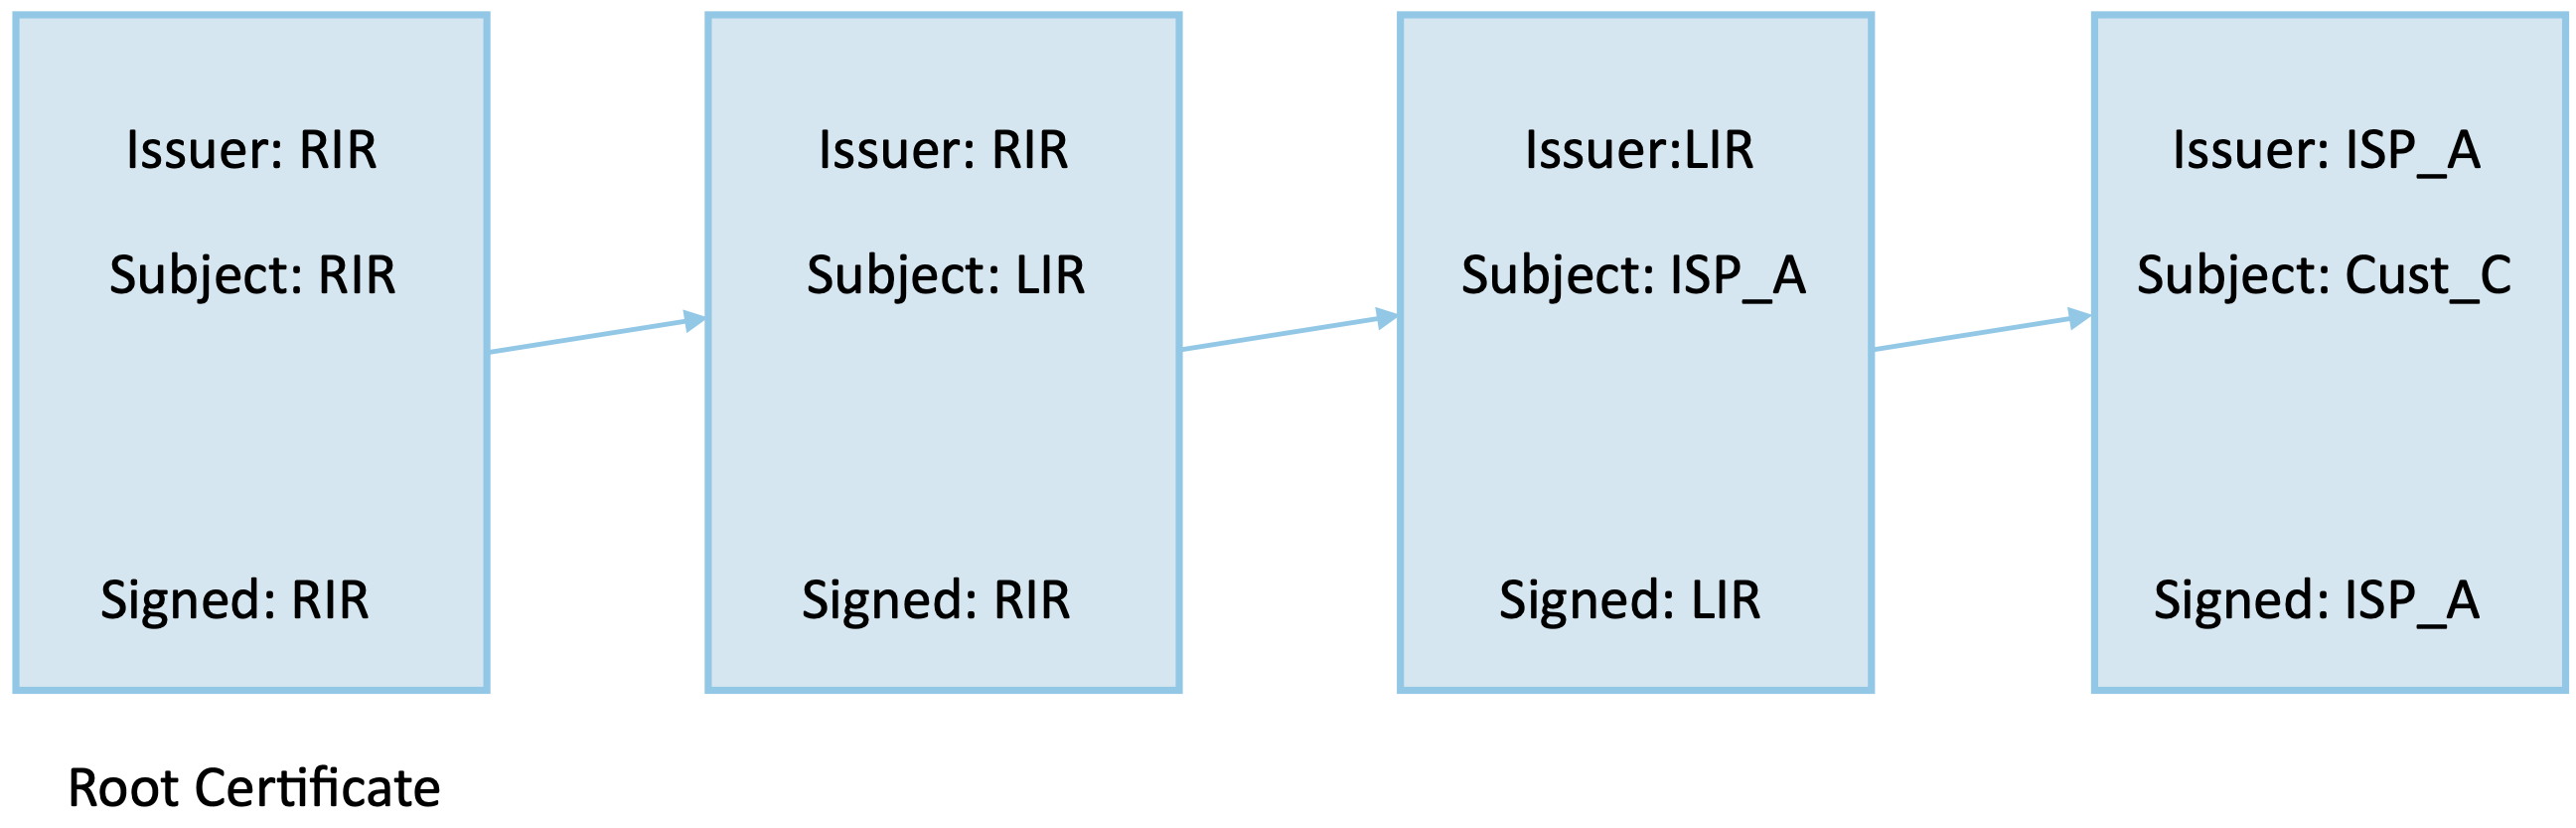 Issuer: RIR
Subject: RIR
Signed: RIR
Root Certificate
Issuer: RIR
Subject: LIR
Signed: RIR
Issuer:LIR
Subject: ISP_A
Signed: LIR
Issuer: ISP_A
Subject: Cust_C
Signed: ISP_A